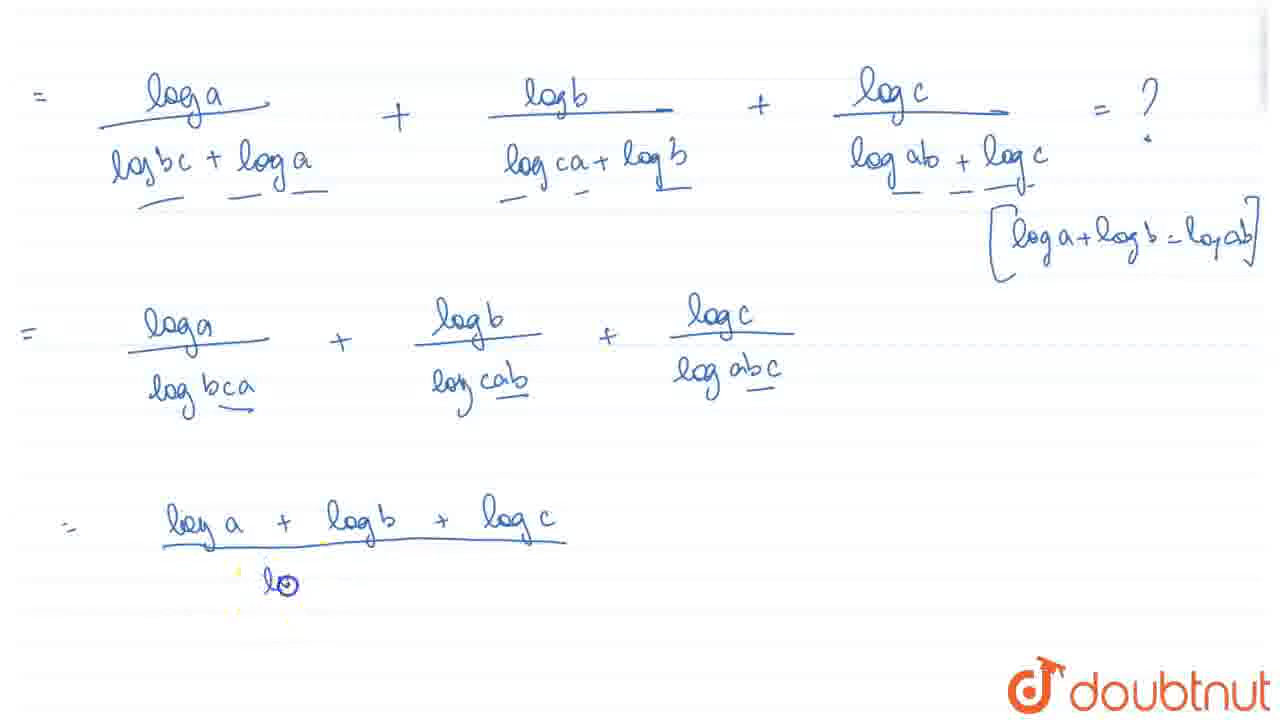 = log a / log bc + log a + log b / log ca + log b + log c / log ab + log c = ?
[log a + log b = log ab]
= log a / log bca + log b / log cab + log c / log abc
= log a + log b + log c
lo
doubtnut